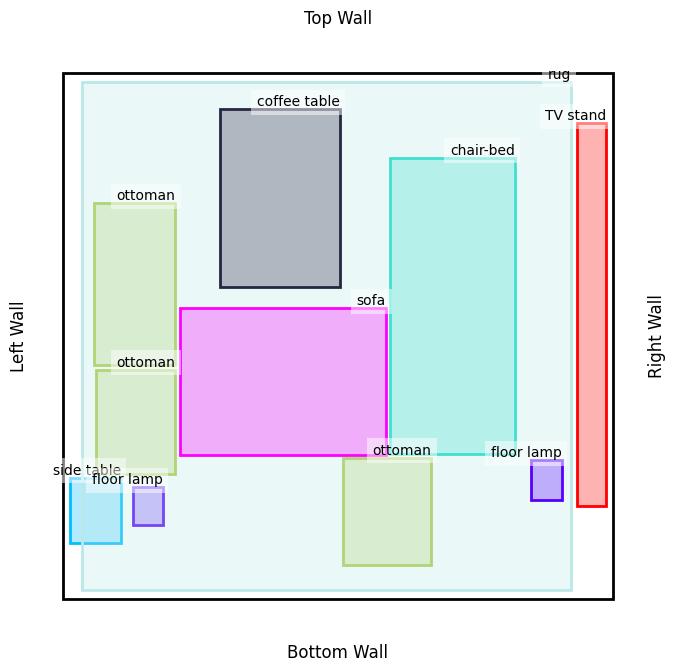 Top Wall
rug
coffee table
TV stand
chair-bed
ottoman
sofa
Left Wall
Right Wall
ottoman
ottoman
floor lamp
side table
floor lamp
Bottom Wall